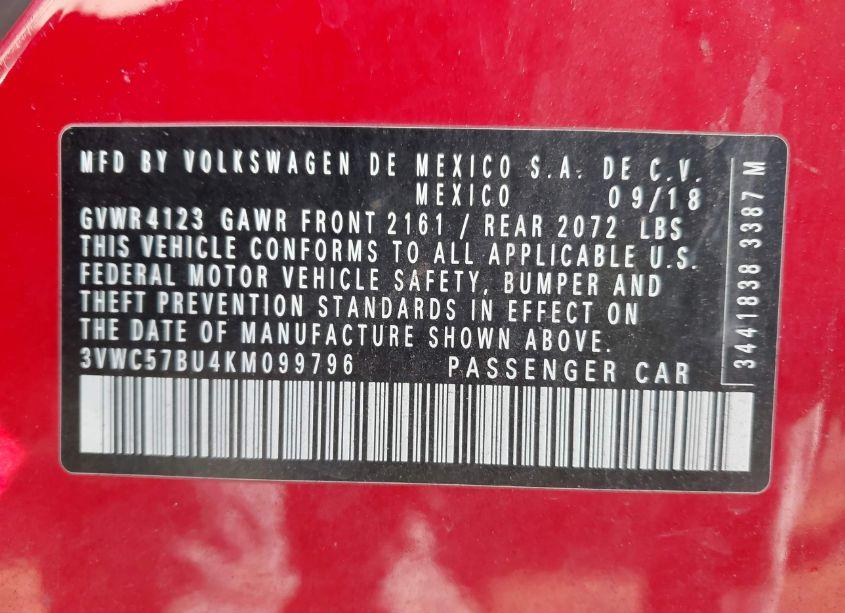 MFD BY VOLKSWAGEN DE MEXICO S.A. DE C.V.
MEXICO 09/18
GVWR 4123 GAWR FRONT 2161 / REAR 2072 LBS
THIS VEHICLE CONFORMS TO ALL APPLICABLE U.S.
FEDERAL MOTOR VEHICLE SAFETY, BUMPER AND
THEFT PREVENTION STANDARDS IN EFFECT ON
THE DATE OF MANUFACTURE SHOWN ABOVE.
3VWC57BU4KM099796 PASSENGER CAR
3441838 3387 M